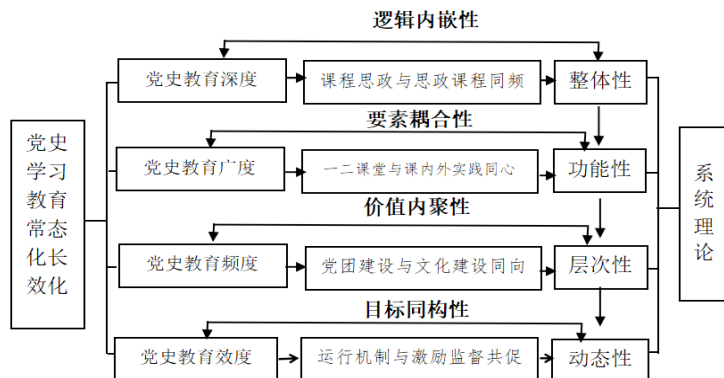 逻辑内嵌性
党史教育深度
课程思政与思政课程同频
整体性
要素耦合性
党史教育广度
一二课堂与课内外实践同心
功能性
价值内聚性
党史教育频度
党团建设与文化建设同向
层次性
目标同构性
党史教育效度
运行机制与激励监督共促
动态性
党史
学习
教育
常态
化长
效化
系
统
理
论